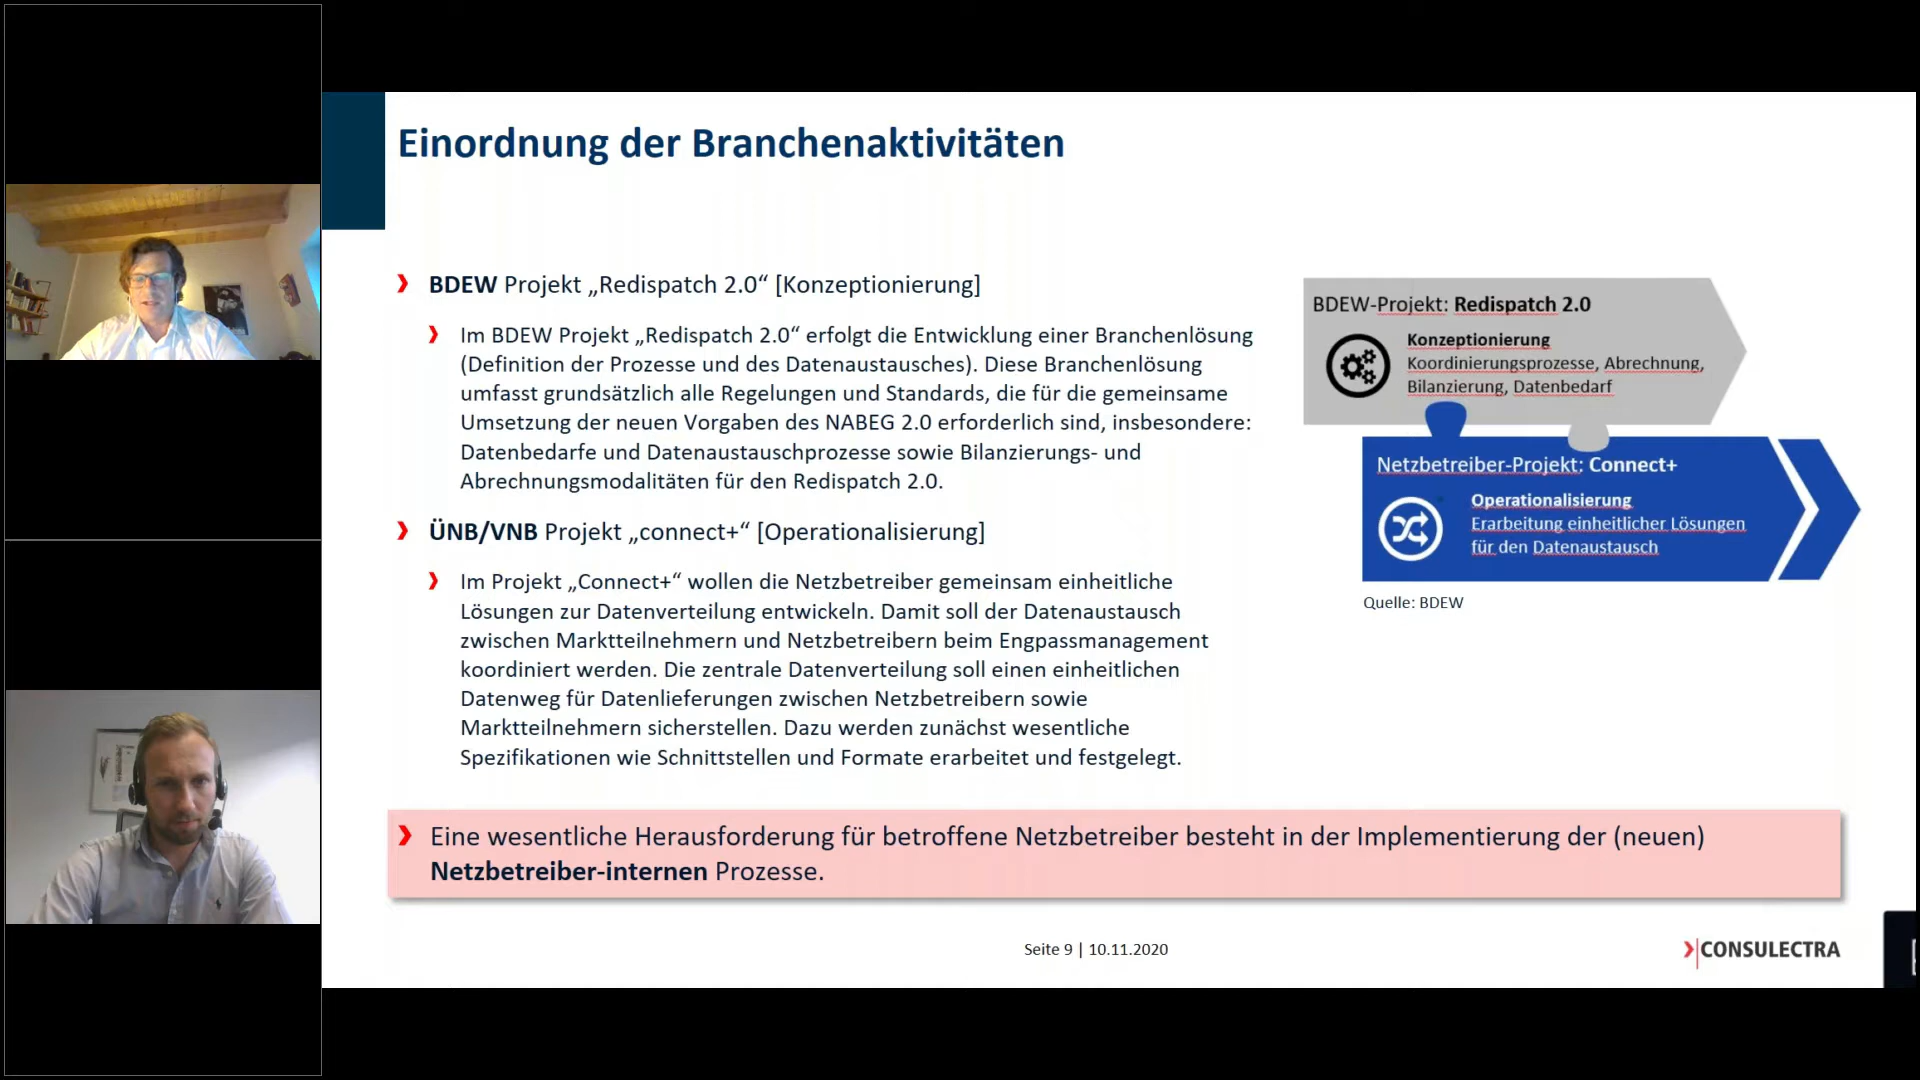 Einordnung der Branchenaktivitäten
BDEW Projekt „Redispatch 2.0“ [Konzeptionierung]
Im BDEW Projekt „Redispatch 2.0“ erfolgt die Entwicklung einer Branchenlösung
(Definition der Prozesse und des Datenaustausches). Diese Branchenlösung
umfasst grundsätzlich alle Regelungen und Standards, die für die gemeinsame
Umsetzung der neuen Vorgaben des NABEG 2.0 erforderlich sind, insbesondere:
Datenbedarfe und Datenaustauschprozesse sowie Bilanzierungs- und
Abrechnungsmodalitäten für den Redispatch 2.0.
ÜNB/VNB Projekt „connect+“ [Operationalisierung]
Im Projekt „Connect+“ wollen die Netzbetreiber gemeinsam einheitliche
Lösungen zur Datenverteilung entwickeln. Damit soll der Datenaustausch
zwischen Marktteilnehmern und Netzbetreibern beim Engpassmanagement
koordiniert werden. Die zentrale Datenverteilung soll einen einheitlichen
Datenweg für Datenlieferungen zwischen Netzbetreibern sowie
Marktteilnehmern sicherstellen. Dazu werden zunächst wesentliche
Spezifikationen wie Schnittstellen und Formate erarbeitet und festgelegt.
BDEW-Projekt: Redispatch 2.0
Konzeptionierung
Koordinierungsprozesse, Abrechnung,
Bilanzierung, Datenbedarf
Netzbetreiber-Projekt: Connect+
Operationalisierung
Erarbeitung einheitlicher Lösungen
für den Datenaustausch
Quelle: BDEW
Eine wesentliche Herausforderung für betroffene Netzbetreiber besteht in der Implementierung der (neuen)
Netzbetreiber-internen Prozesse.
Seite 9 | 10.11.2020
CONSULECTRA